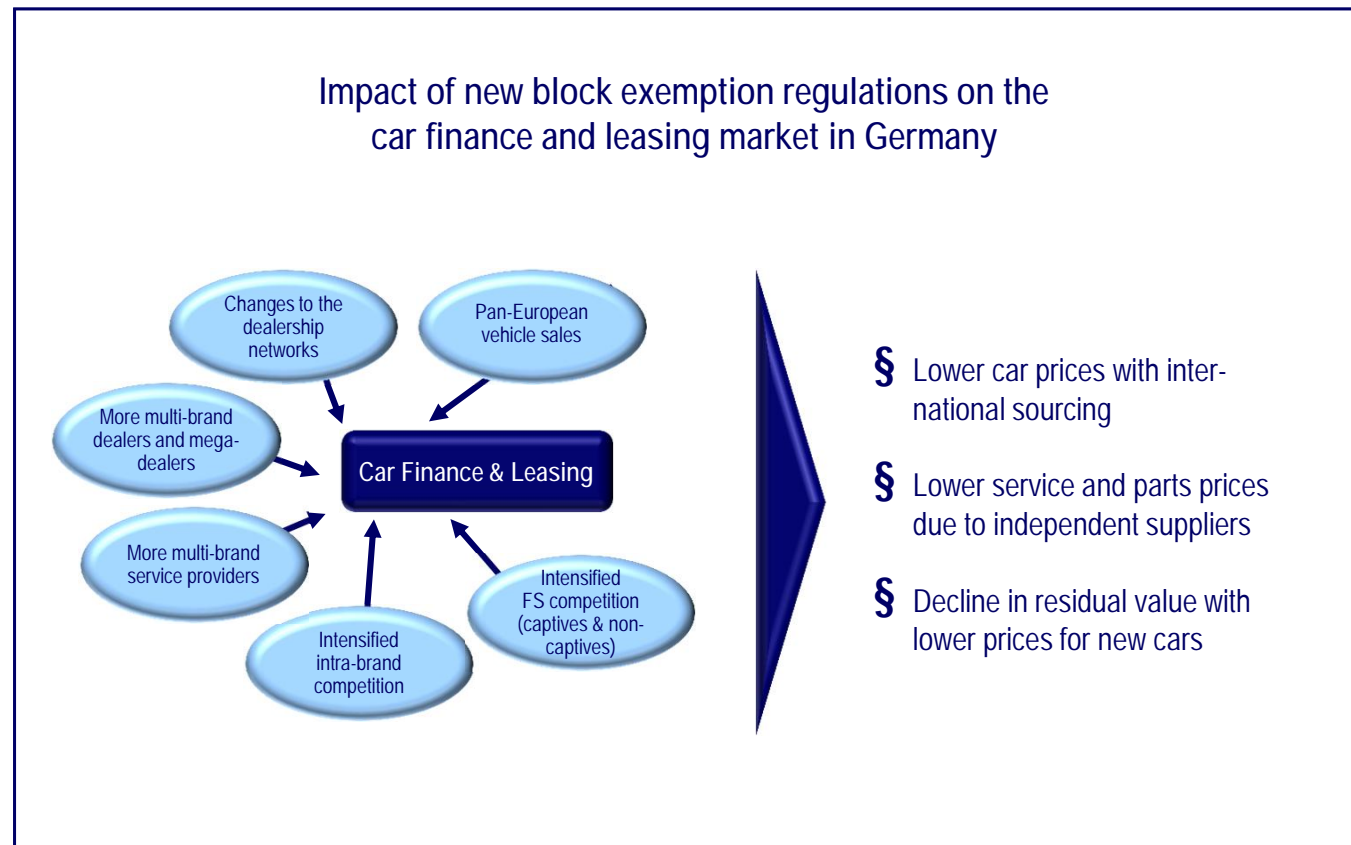 Impact of new block exemption regulations on the
car finance and leasing market in Germany
Changes to the
dealership
networks
Pan-European
vehicle sales
More multi-brand
dealers and mega-
dealers
Car Finance & Leasing
More multi-brand
service providers
Intensified
intra-brand
competition
Intensified
FS competition
(captives & non-
captives)
§ Lower car prices with inter-
national sourcing
§ Lower service and parts prices
due to independent suppliers
§ Decline in residual value with
lower prices for new cars